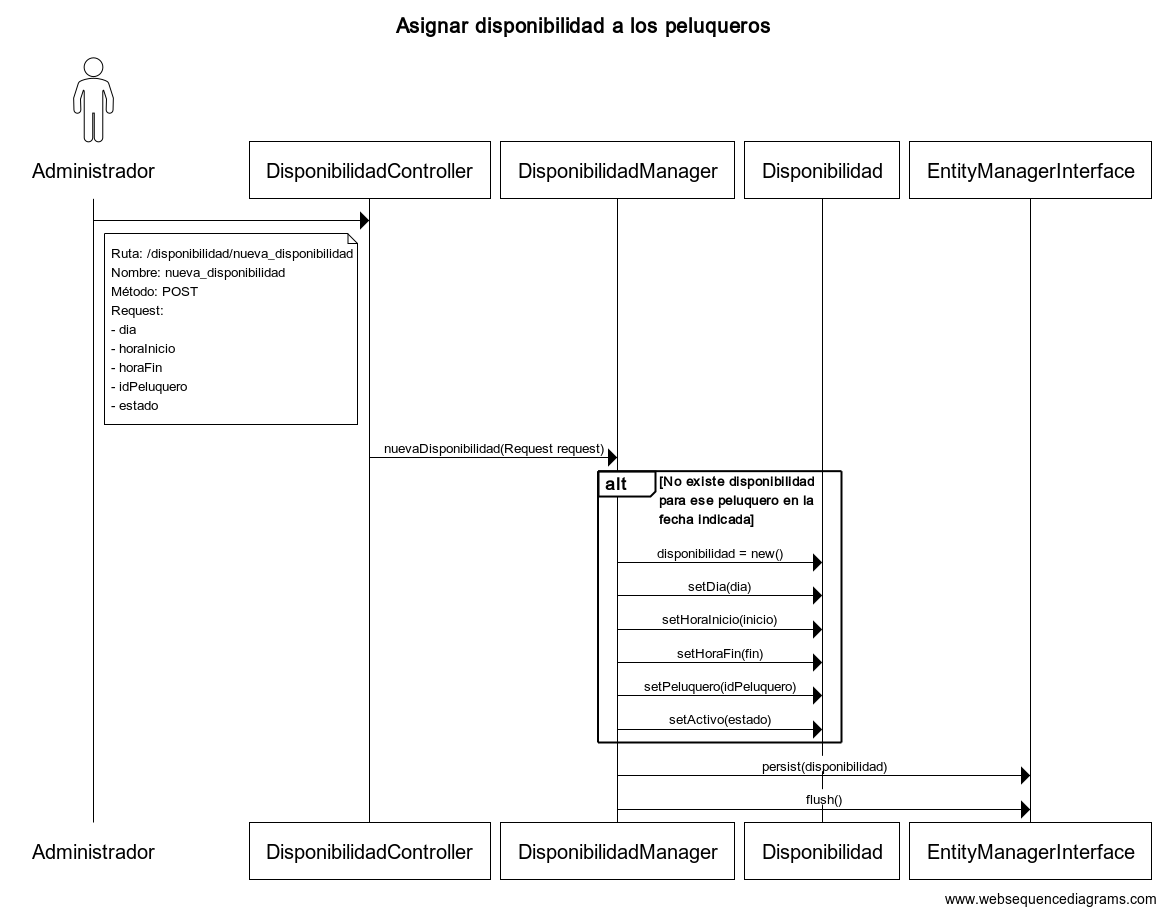 Asignar disponibilidad a los peluqueros
Administrador
DisponibilidadController
DisponibilidadManager
Disponibilidad
EntityManagerInterface
Ruta: /disponibilidad/nueva_disponibilidad
Nombre: nueva_disponibilidad
Método: POST
Request:
- dia
- horaInicio
- horaFin
- idPeluquero
- estado
nuevaDisponibilidad(Request request)
alt
[No existe disponibilidad
para ese peluquero en la
fecha indicada]
disponibilidad = new()
setDia(dia)
setHoraInicio(inicio)
setHoraFin(fin)
setPeluquero(idPeluquero)
setActivo(estado)
persist(disponibilidad)
flush()
Administrador
DisponibilidadController
DisponibilidadManager
Disponibilidad
EntityManagerInterface
www.websequencediagrams.com